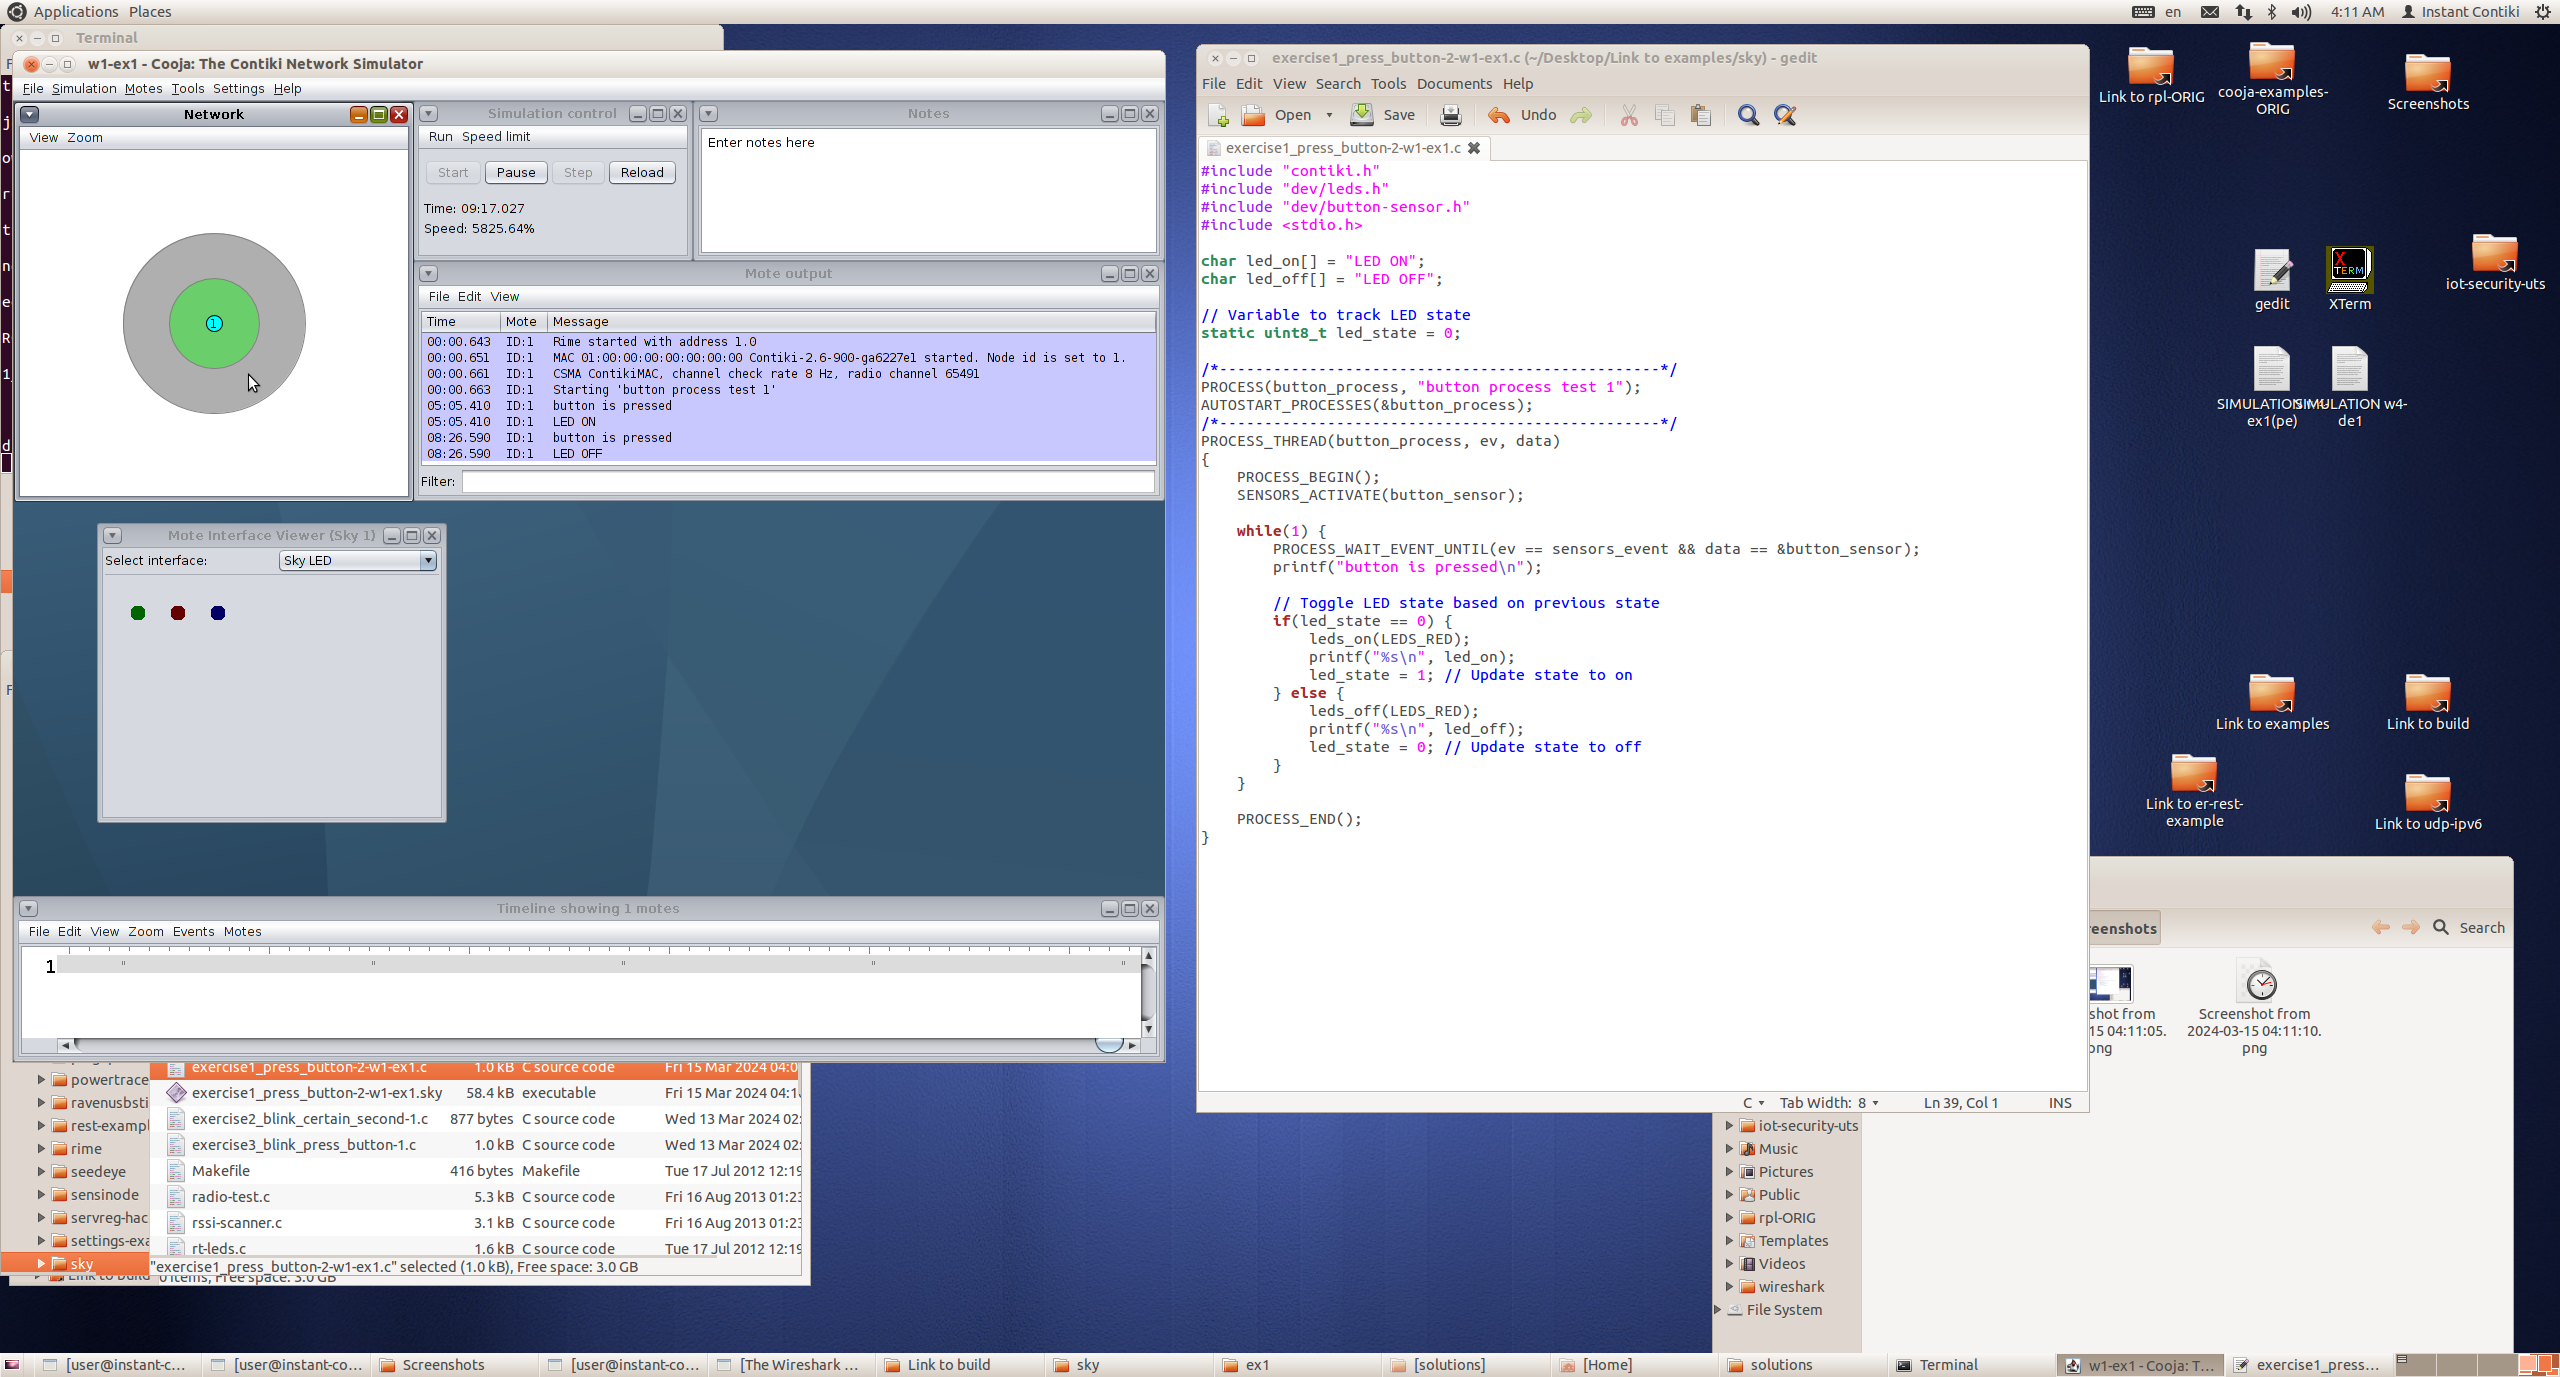 Applications Places
en
4:11 AM
Instant Contiki
Terminal
w1-ex1 - Cooja: The Contiki Network Simulator
File Simulation Motes Tools Settings Help
Network
View Zoom
1
Simulation control
Run Speed limit
Start Pause Step Reload
Time: 09:17.027
Speed: 5825.64%
Notes
Enter notes here
Mote output
File Edit View
Time Mote Message
00:00.643 ID:1 Rime started with address 1.0
00:00.651 ID:1 MAC 01:00:00:00:00:00:00:00 Contiki-2.6-900-ga6227e1 started. Node id is set to 1.
00:00.661 ID:1 CSMA ContikiMAC, channel check rate 8 Hz, radio channel 65491
00:00.663 ID:1 Starting 'button process test 1'
05:05.410 ID:1 button is pressed
05:05.410 ID:1 LED ON
08:26.590 ID:1 button is pressed
08:26.590 ID:1 LED OFF
Filter:
Mote Interface Viewer (Sky 1)
Select interface: Sky LED
Timeline showing 1 motes
File Edit View Zoom Events Motes
1
exercise1_press_button-2-w1-ex1.c (~/Desktop/Link to examples/sky) - gedit
File Edit View Search Tools Documents Help
Open Save Undo
exercise1_press_button-2-w1-ex1.c
#include "contiki.h"
#include "dev/leds.h"
#include "dev/button-sensor.h"
#include <stdio.h>
char led_on[] = "LED ON";
char led_off[] = "LED OFF";
// Variable to track LED state
static uint8_t led_state = 0;
/*-------------------------------------------------*/
PROCESS(button_process, "button process test 1");
AUTOSTART_PROCESSES(&button_process);
/*-------------------------------------------------*/
PROCESS_THREAD(button_process, ev, data)
{
PROCESS_BEGIN();
SENSORS_ACTIVATE(button_sensor);
while(1) {
PROCESS_WAIT_EVENT_UNTIL(ev == sensors_event && data == &button_sensor);
printf("button is pressed\n");
// Toggle LED state based on previous state
if(led_state == 0) {
leds_on(LEDS_RED);
printf("%s\n", led_on);
led_state = 1; // Update state to on
} else {
leds_off(LEDS_RED);
printf("%s\n", led_off);
led_state = 0; // Update state to off
}
}
PROCESS_END();
}
C Tab Width: 8 Ln 39, Col 1 INS
Link to rpl-ORIG
cooja-examples-
ORIG
Screenshots
gedit
XTerm
iot-security-uts
SIMULATION
ex1(pe)
SIMULATION w4-
de1
Link to examples
Link to build
Link to er-rest-
example
Link to udp-ipv6
eenshots
Search
shot from
15 04:11:05.
png
Screenshot from
2024-03-15 04:11:10.
png
iot-security-uts
Music
Pictures
Public
rpl-ORIG
Templates
Videos
wireshark
File System
powertrace
ravenusbsti
rest-exampl
rime
seedeye
sensinode
servreg-hac
settings-exa
sky
exercise1_press_button-2-w1-ex1.c 1.0 kB C source code Fri 15 Mar 2024 04:0
exercise1_press_button-2-w1-ex1.sky 58.4 kB executable Fri 15 Mar 2024 04:1
exercise2_blink_certain_second-1.c 877 bytes C source code Wed 13 Mar 2024 02:
exercise3_blink_press_button-1.c 1.0 kB C source code Wed 13 Mar 2024 02:
Makefile 416 bytes Makefile Tue 17 Jul 2012 12:19
radio-test.c 5.3 kB C source code Fri 16 Aug 2013 01:23
rssi-scanner.c 3.1 kB C source code Fri 16 Aug 2013 01:23
rt-leds.c 1.6 kB C source code Tue 17 Jul 2012 12:19
"exercise1_press_button-2-w1-ex1.c" selected (1.0 kB), Free space: 3.0 GB
[user@instant-c...
[user@instant-co...
Screenshots
[user@instant-co...
[The Wireshark ...
Link to build
sky
ex1
[solutions]
[Home]
solutions
Terminal
w1-ex1 - Cooja: T...
exercise1_press...